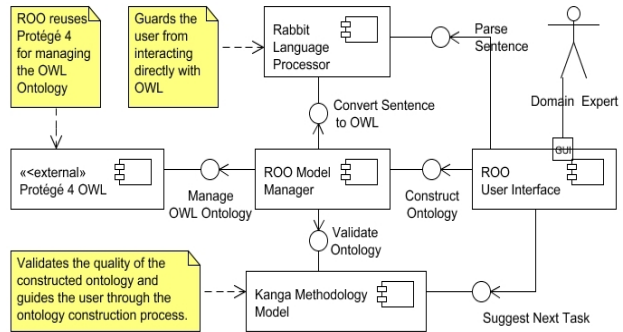 ROO reuses
Protégé 4
for managing
the OWL
Ontology
Guards the
user from
interacting
directly with
OWL
Rabbit
Language
Processor
Parse
Sentence
Domain Expert
Convert Sentence
to OWL
GUI
«<external»
Protégé 4 OWL
Manage
OWL Ontology
ROO Model
Manager
Construct
Ontology
ROO
User Interface
Validate
Ontology
Validates the quality of the
constructed ontology and
guides the user through the
ontology construction process.
Kanga Methodology
Model
Suggest Next Task